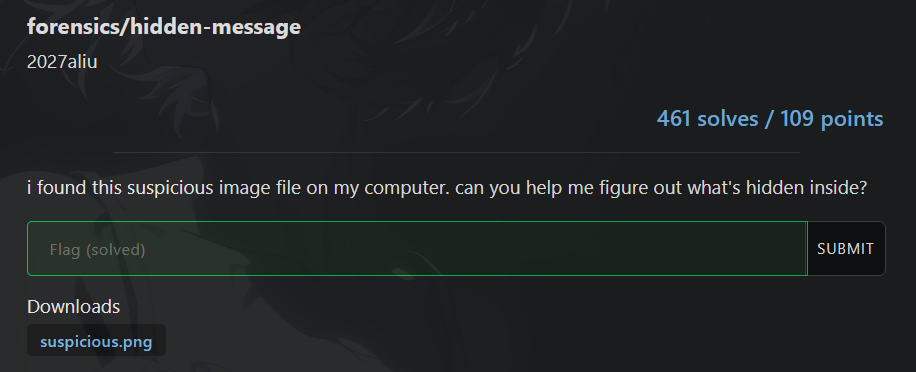 forensics/hidden-message
2027aliu
461 solves / 109 points
i found this suspicious image file on my computer. can you help me figure out what's hidden inside?
Flag (solved)
SUBMIT
Downloads
suspicious.png